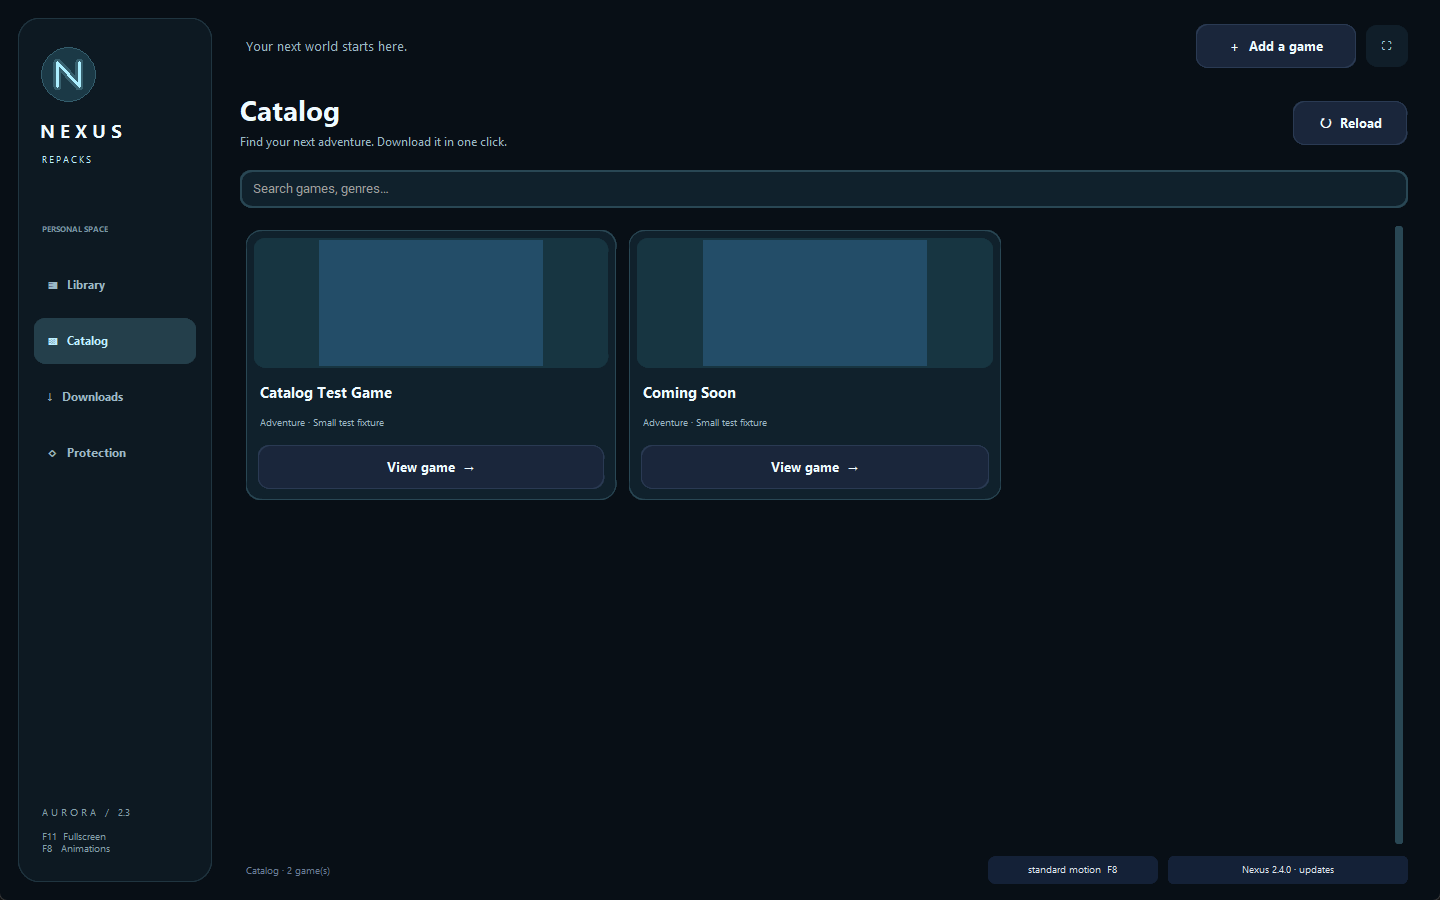 Your next world starts here.
+ Add a game
NEXUS
REPACKS
Catalog
Find your next adventure. Download it in one click.
Reload
Search games, genres...
PERSONAL SPACE
Library
Catalog
↓ Downloads
Protection
Catalog Test Game
Adventure · Small test fixture
View game →
Coming Soon
Adventure · Small test fixture
View game →
AURORA / 2.3
F11 Fullscreen
F8 Animations
Catalog · 2 game(s)
standard motion F8
Nexus 2.4.0 · updates